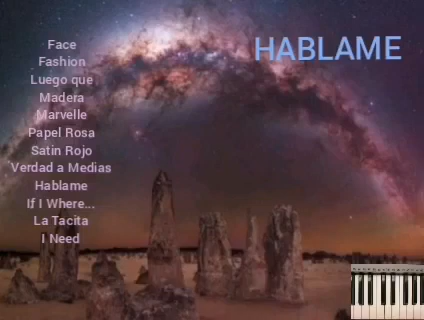 HABLAME
Face
Fashion
Luego que
Madera
Marvelle
Papel Rosa
Satin Rojo
Verdad a Medias
Hablame
If I Where...
La Tacita
I Need